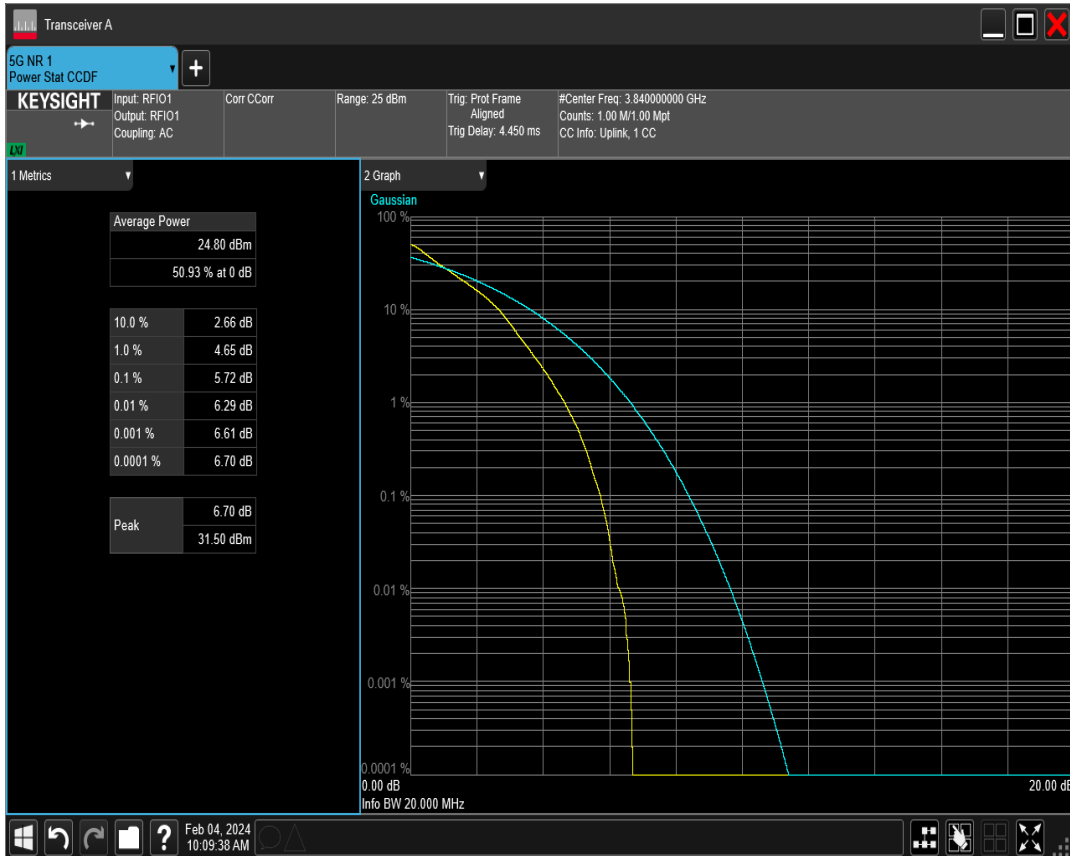 Transceiver A
5G NR 1
Power Stat CCDF
+
KEYSIGHT
LXI
Input: RFIO1
Output: RFIO1
Coupling: AC
Corr CCorr
Range: 25 dBm
Trig: Prot Frame
Aligned
Trig Delay: 4.450 ms
#Center Freq: 3.840000000 GHz
Counts: 1.00 M/1.00 Mpt
CC Info: Uplink, 1 CC
1 Metrics
Average Power
24.80 dBm
50.93 % at 0 dB
10.0 % 2.66 dB
1.0 % 4.65 dB
0.1 % 5.72 dB
0.01 % 6.29 dB
0.001 % 6.61 dB
0.0001 % 6.70 dB
Peak
6.70 dB
31.50 dBm
2 Graph
Gaussian
100 %
10 %
1 %
0.1 %
0.01 %
0.001 %
0.0001 %
0.00 dB 20.00 dB
Info BW 20.000 MHz
?
Feb 04, 2024
10:09:38 AM